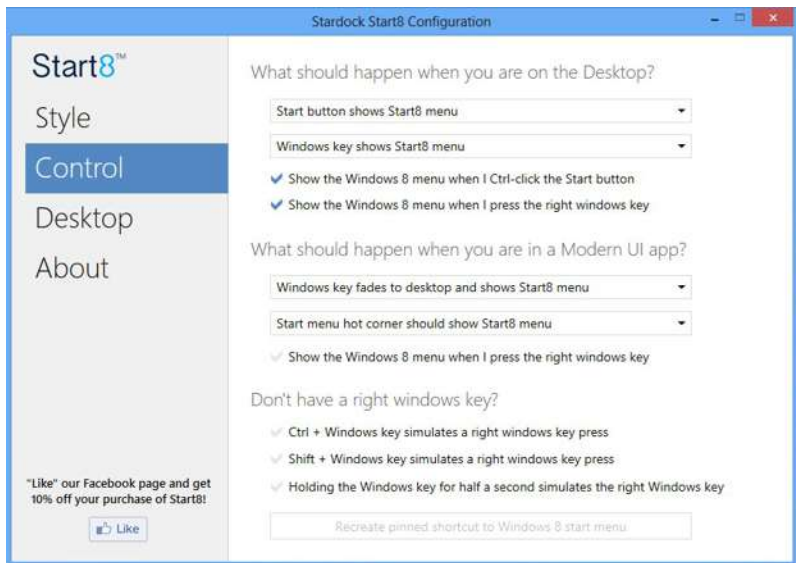 Stardock Start8 Configuration
Start8™
Style
Control
Desktop
About
"Like" our Facebook page and get
10% off your purchase of Start8!
Like
What should happen when you are on the Desktop?
Start button shows Start8 menu
Windows key shows Start8 menu
Show the Windows 8 menu when I Ctrl-click the Start button
Show the Windows 8 menu when I press the right windows key
What should happen when you are in a Modern UI app?
Windows key fades to desktop and shows Start8 menu
Start menu hot corner should show Start8 menu
Show the Windows 8 menu when I press the right windows key
Don't have a right windows key?
Ctrl + Windows key simulates a right windows key press
Shift + Windows key simulates a right windows key press
Holding the Windows key for half a second simulates the right Windows key
Recreate pinned shortcut to Windows 8 start menu